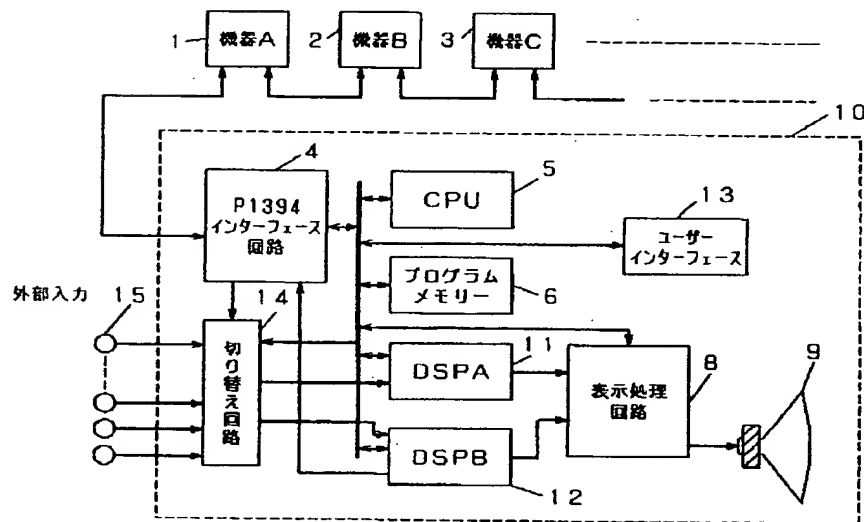 1 機器A 2 機器B 3 機器C
10
4
P1394
インターフェース
回路
5
CPU
13
ユーザー
インターフェース
プログラム
メモリー
6
外部入力 15
14
切り替え回路
11
DSPA
表示処理
回路
8
9
DSPB
12